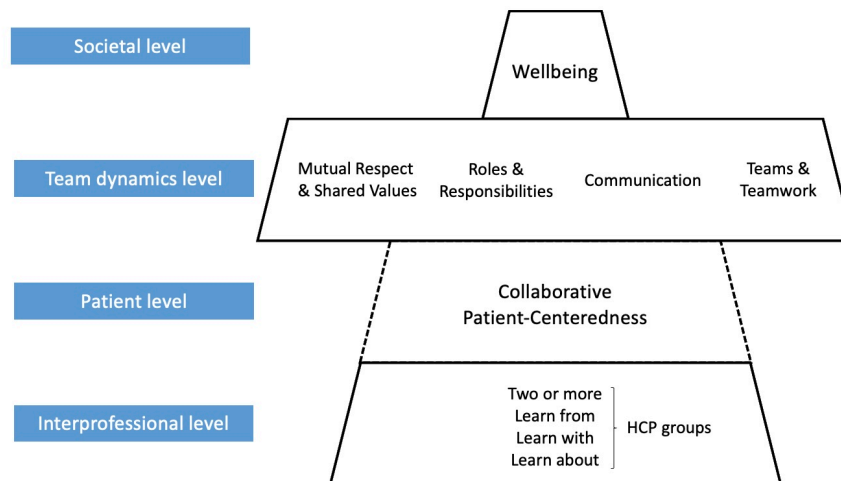 Societal level
Wellbeing
Team dynamics level
Mutual Respect
& Shared Values
Roles &
Responsibilities
Communication
Teams &
Teamwork
Patient level
Collaborative
Patient-Centeredness
Interprofessional level
Two or more
Learn from
Learn with
Learn about
HCP groups